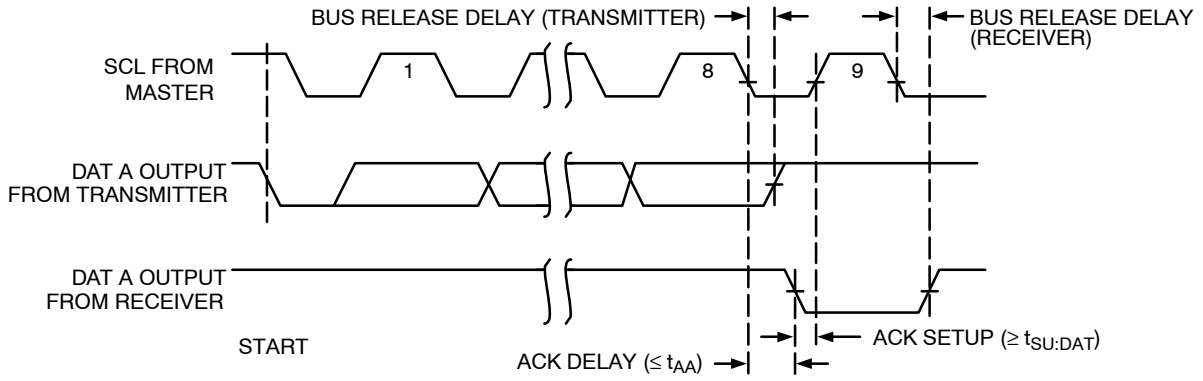 BUS RELEASE DELAY (TRANSMITTER)
BUS RELEASE DELAY
(RECEIVER)
SCL FROM
MASTER
1
8
9
DAT A OUTPUT
FROM TRANSMITTER
DAT A OUTPUT
FROM RECEIVER
START
ACK SETUP (≥ tSU:DAT)
ACK DELAY (≤ tAA)